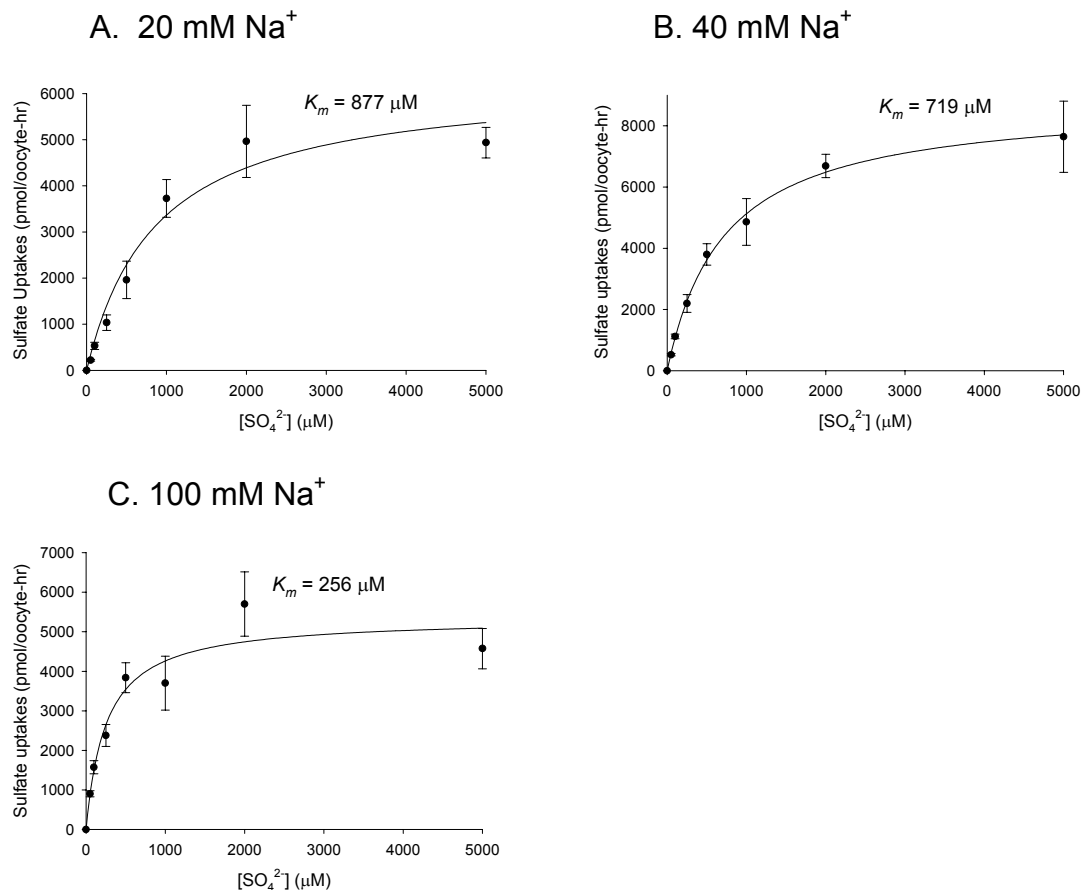 A. 20 mM Na⁺
B. 40 mM Na⁺
Sulfate Uptakes (pmol/oocyte-hr)
6000
5000
4000
3000
2000
1000
0
Kₘ = 877 μM
0 1000 2000 3000 4000 5000
[SO₄²⁻] (μM)
Sulfate uptakes (pmol/oocyte-hr)
8000
6000
4000
2000
0
Kₘ = 719 μM
0 1000 2000 3000 4000 5000
[SO₄²⁻] (μM)
C. 100 mM Na⁺
Sulfate uptakes (pmol/oocyte-hr)
7000
6000
5000
4000
3000
2000
1000
0
Kₘ = 256 μM
0 1000 2000 3000 4000 5000
[SO₄²⁻] (μM)